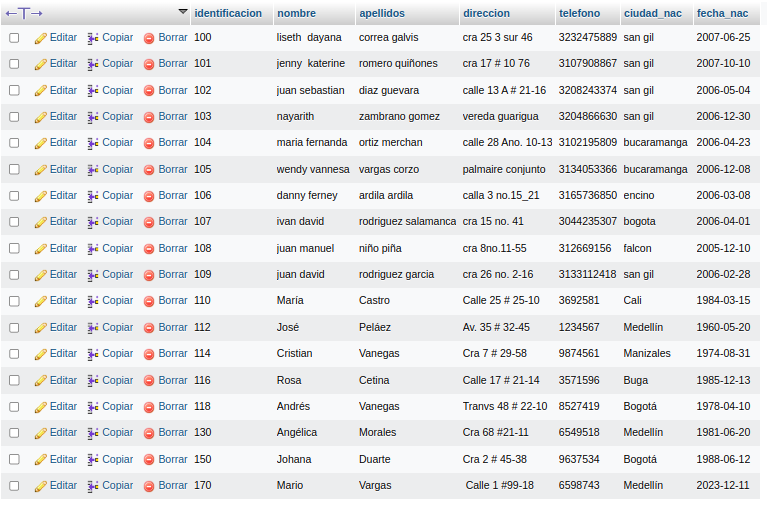 ←T→ identificacion nombre apellidos direccion telefono ciudad_nac fecha_nac
Editar Copiar Borrar 100 liseth dayana correa galvis cra 25 3 sur 46 3232475889 san gil 2007-06-25
Editar Copiar Borrar 101 jenny katerine romero quiñones cra 17 # 10 76 3107908867 san gil 2007-10-10
Editar Copiar Borrar 102 juan sebastian diaz guevara calle 13 A # 21-16 3208243374 san gil 2006-05-04
Editar Copiar Borrar 103 nayarith zambrano gomez vereda guarigua 3204866630 san gil 2006-12-30
Editar Copiar Borrar 104 maria fernanda ortiz merchan calle 28 Ano. 10-13 3102195809 bucaramanga 2006-04-23
Editar Copiar Borrar 105 wendy vannesa vargas corzo palmaire conjunto 3134053366 bucaramanga 2006-12-08
Editar Copiar Borrar 106 danny ferney ardila ardila calla 3 no.15_21 3165736850 encino 2006-03-08
Editar Copiar Borrar 107 ivan david rodriguez salamanca cra 15 no. 41 3044235307 bogota 2006-04-01
Editar Copiar Borrar 108 juan manuel niño piña cra 8no.11-55 312669156 falcon 2005-12-10
Editar Copiar Borrar 109 juan david rodriguez garcia cra 26 no. 2-16 3133112418 san gil 2006-02-28
Editar Copiar Borrar 110 María Castro Calle 25 # 25-10 3692581 Cali 1984-03-15
Editar Copiar Borrar 112 José Peláez Av. 35 # 32-45 1234567 Medellín 1960-05-20
Editar Copiar Borrar 114 Cristian Vanegas Cra 7 # 29-58 9874561 Manizales 1974-08-31
Editar Copiar Borrar 116 Rosa Cetina Calle 17 # 21-14 3571596 Buga 1985-12-13
Editar Copiar Borrar 118 Andrés Vanegas Tranvs 48 # 22-10 8527419 Bogotá 1978-04-10
Editar Copiar Borrar 130 Angélica Morales Cra 68 #21-11 6549518 Medellín 1981-06-20
Editar Copiar Borrar 150 Johana Duarte Cra 2 # 45-38 9637534 Bogotá 1988-06-12
Editar Copiar Borrar 170 Mario Vargas Calle 1 #99-18 6598743 Medellín 2023-12-11